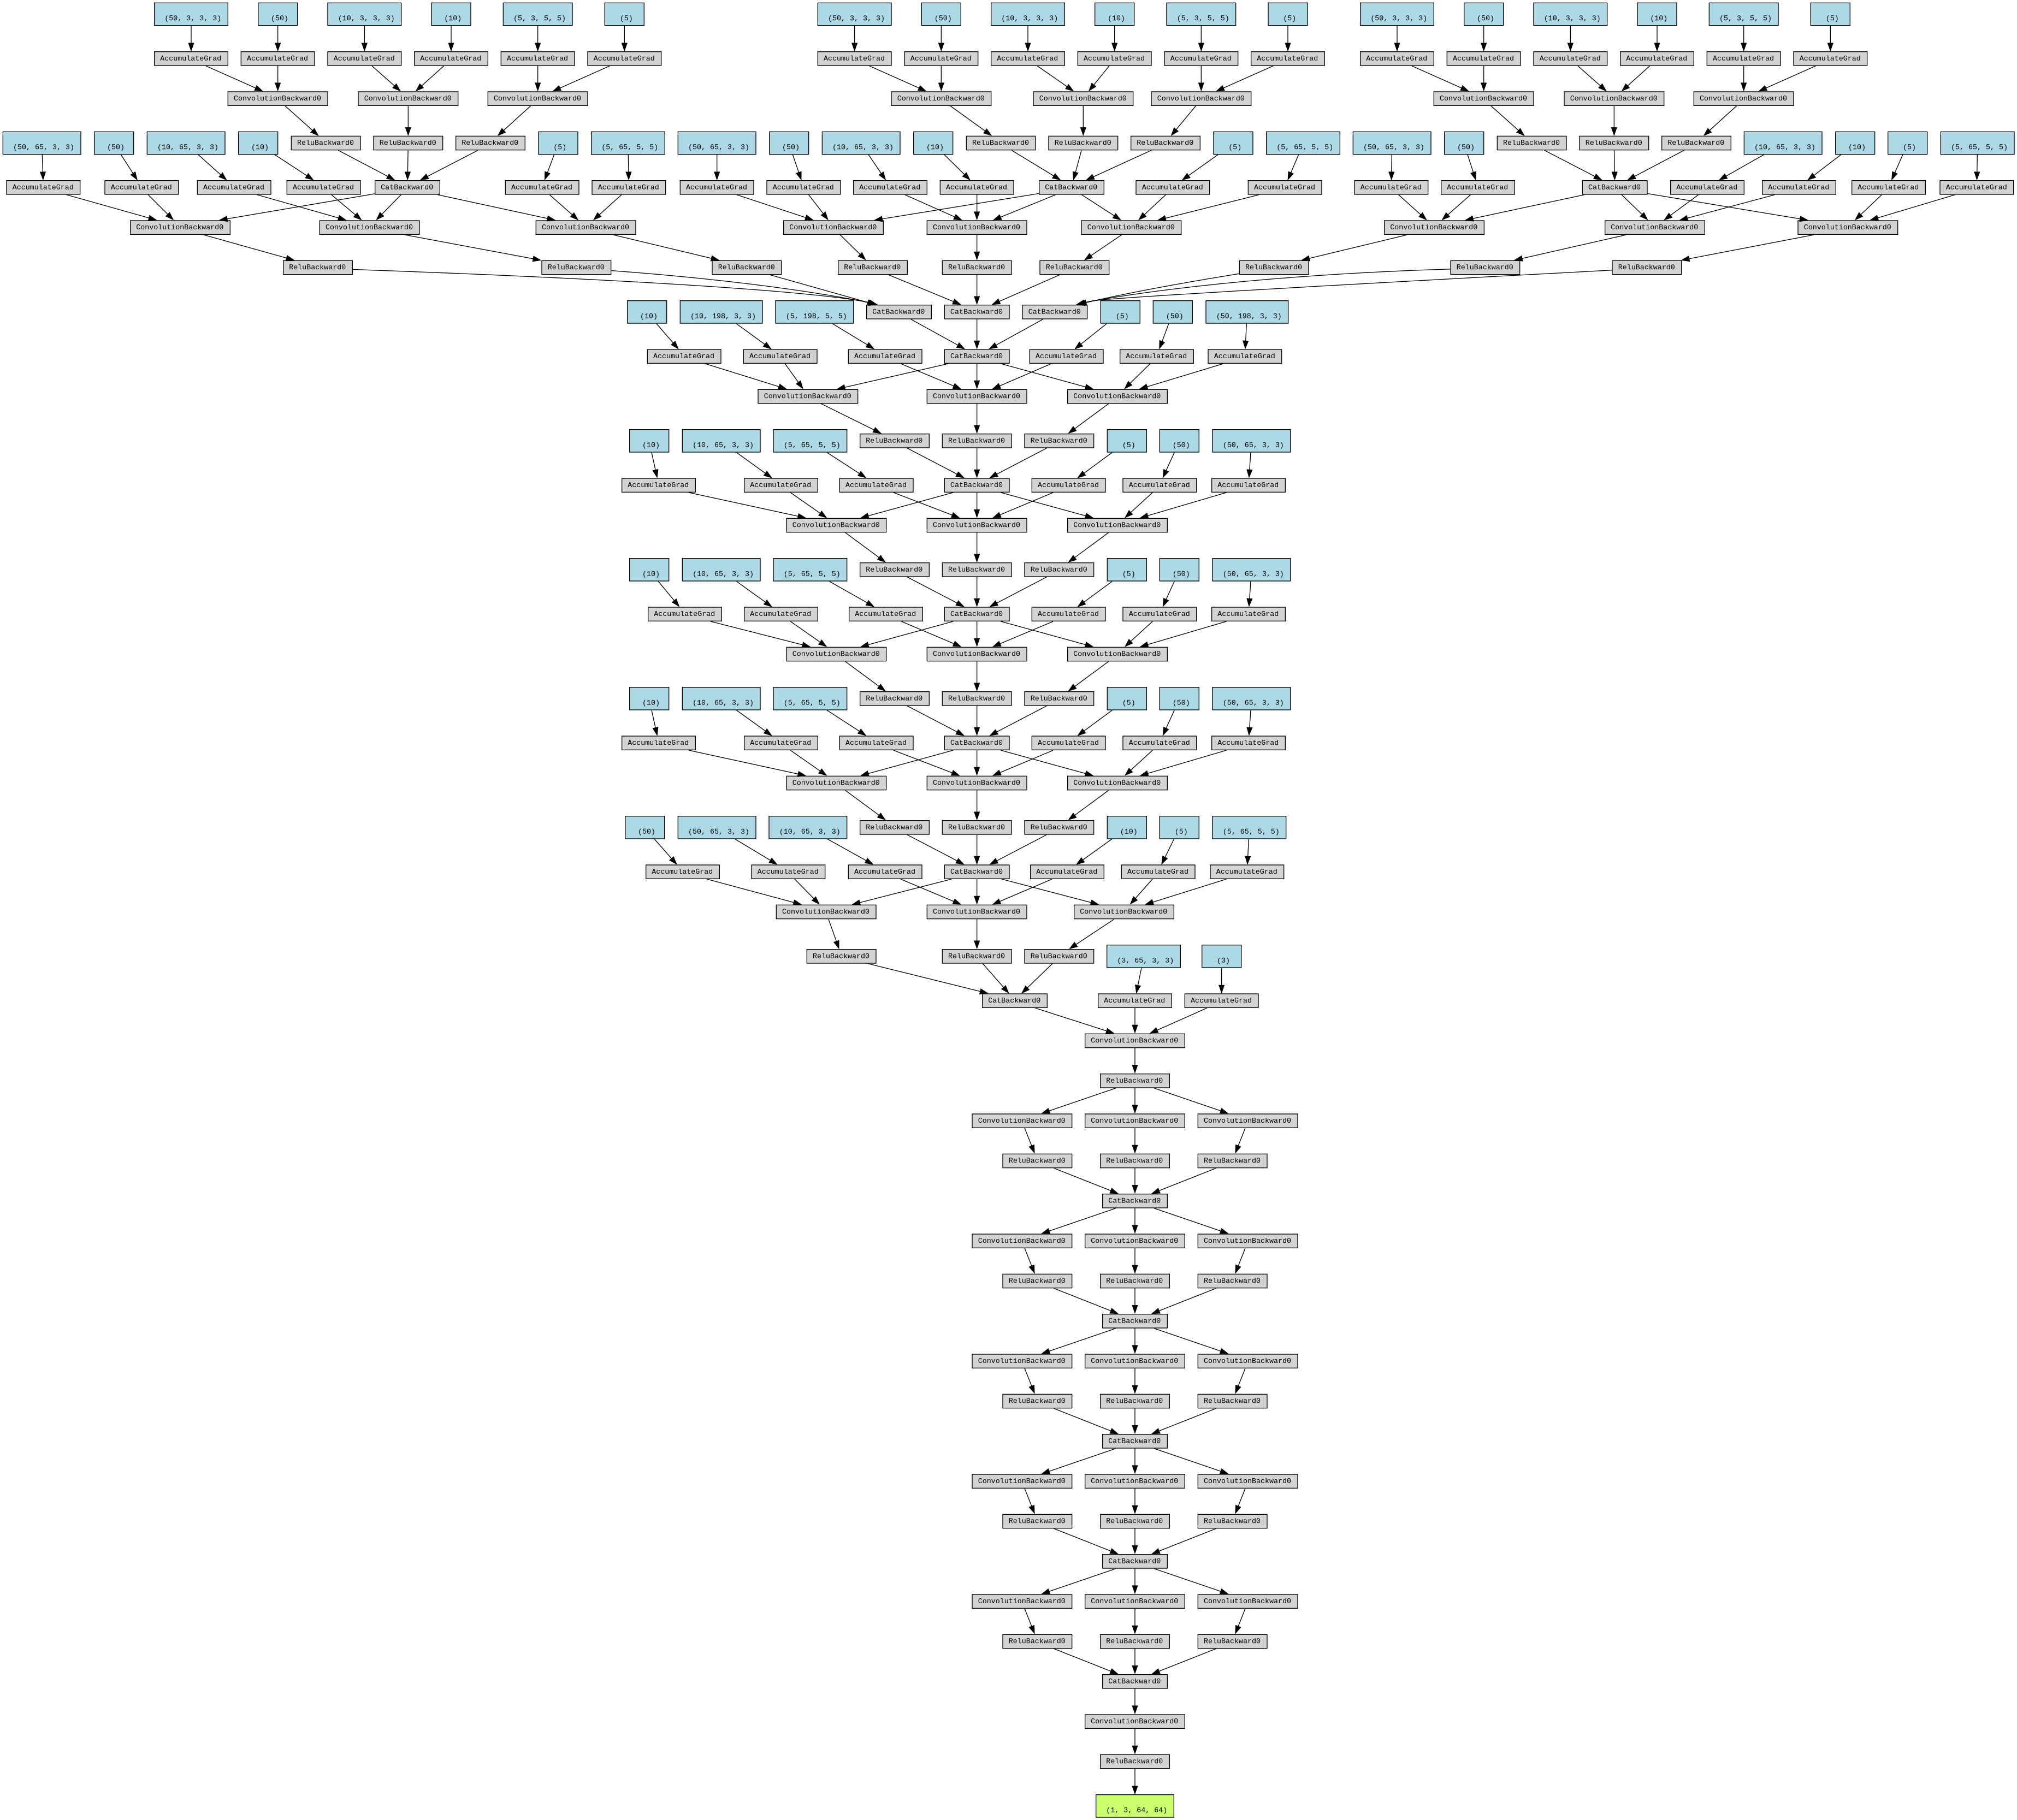 (50, 3, 3, 3) (50) (10, 3, 3, 3) (10) (5, 3, 5, 5) (5) (50, 3, 3, 3) (50) (10, 3, 3, 3) (10) (5, 3, 5, 5) (5) (50, 3, 3, 3) (50) (10, 3, 3, 3) (10) (5, 3, 5, 5) (5)
AccumulateGrad AccumulateGrad AccumulateGrad AccumulateGrad AccumulateGrad AccumulateGrad AccumulateGrad AccumulateGrad AccumulateGrad AccumulateGrad AccumulateGrad AccumulateGrad AccumulateGrad AccumulateGrad AccumulateGrad AccumulateGrad AccumulateGrad AccumulateGrad
ConvolutionBackward0 ConvolutionBackward0 ConvolutionBackward0 ConvolutionBackward0 ConvolutionBackward0 ConvolutionBackward0 ConvolutionBackward0 ConvolutionBackward0 ConvolutionBackward0
(50, 65, 3, 3) (50) (10, 65, 3, 3) (10) ReluBackward0 ReluBackward0 ReluBackward0 (5) (5, 65, 5, 5) (50, 65, 3, 3) (50) (10, 65, 3, 3) (10) ReluBackward0 ReluBackward0 ReluBackward0 (5) (5, 65, 5, 5) (50, 65, 3, 3) (50) ReluBackward0 ReluBackward0 ReluBackward0 (10, 65, 3, 3) (10) (5) (5, 65, 5, 5)
AccumulateGrad AccumulateGrad AccumulateGrad AccumulateGrad CatBackward0 AccumulateGrad AccumulateGrad AccumulateGrad AccumulateGrad AccumulateGrad AccumulateGrad CatBackward0 AccumulateGrad AccumulateGrad AccumulateGrad AccumulateGrad CatBackward0 AccumulateGrad AccumulateGrad AccumulateGrad AccumulateGrad
ConvolutionBackward0 ConvolutionBackward0 ConvolutionBackward0 ConvolutionBackward0 ConvolutionBackward0 ConvolutionBackward0 ConvolutionBackward0 ConvolutionBackward0 ConvolutionBackward0
ReluBackward0 ReluBackward0 ReluBackward0 ReluBackward0 ReluBackward0 ReluBackward0 ReluBackward0 ReluBackward0 ReluBackward0
(10) (10, 198, 3, 3) (5, 198, 5, 5) CatBackward0 CatBackward0 CatBackward0 (5) (50) (50, 198, 3, 3)
AccumulateGrad AccumulateGrad AccumulateGrad CatBackward0 AccumulateGrad AccumulateGrad AccumulateGrad
ConvolutionBackward0 ConvolutionBackward0 ConvolutionBackward0
(10) (10, 65, 3, 3) (5, 65, 5, 5) ReluBackward0 ReluBackward0 ReluBackward0 (5) (50) (50, 65, 3, 3)
AccumulateGrad AccumulateGrad AccumulateGrad CatBackward0 AccumulateGrad AccumulateGrad AccumulateGrad
ConvolutionBackward0 ConvolutionBackward0 ConvolutionBackward0
(10) (10, 65, 3, 3) (5, 65, 5, 5) ReluBackward0 ReluBackward0 ReluBackward0 (5) (50) (50, 65, 3, 3)
AccumulateGrad AccumulateGrad AccumulateGrad CatBackward0 AccumulateGrad AccumulateGrad AccumulateGrad
ConvolutionBackward0 ConvolutionBackward0 ConvolutionBackward0
(10) (10, 65, 3, 3) (5, 65, 5, 5) ReluBackward0 ReluBackward0 ReluBackward0 (5) (50) (50, 65, 3, 3)
AccumulateGrad AccumulateGrad AccumulateGrad CatBackward0 AccumulateGrad AccumulateGrad AccumulateGrad
ConvolutionBackward0 ConvolutionBackward0 ConvolutionBackward0
(50) (50, 65, 3, 3) (10, 65, 3, 3) ReluBackward0 ReluBackward0 ReluBackward0 (10) (5) (5, 65, 5, 5)
AccumulateGrad AccumulateGrad AccumulateGrad CatBackward0 AccumulateGrad AccumulateGrad AccumulateGrad
ConvolutionBackward0 ConvolutionBackward0 ConvolutionBackward0
ReluBackward0 ReluBackward0 ReluBackward0 (3, 65, 3, 3) (3)
CatBackward0 AccumulateGrad AccumulateGrad
ConvolutionBackward0
ReluBackward0
ConvolutionBackward0 ConvolutionBackward0 ConvolutionBackward0
ReluBackward0 ReluBackward0 ReluBackward0
CatBackward0
ConvolutionBackward0 ConvolutionBackward0 ConvolutionBackward0
ReluBackward0 ReluBackward0 ReluBackward0
CatBackward0
ConvolutionBackward0 ConvolutionBackward0 ConvolutionBackward0
ReluBackward0 ReluBackward0 ReluBackward0
CatBackward0
ConvolutionBackward0 ConvolutionBackward0 ConvolutionBackward0
ReluBackward0 ReluBackward0 ReluBackward0
CatBackward0
ConvolutionBackward0 ConvolutionBackward0 ConvolutionBackward0
ReluBackward0 ReluBackward0 ReluBackward0
CatBackward0
ConvolutionBackward0
ReluBackward0
(1, 3, 64, 64)